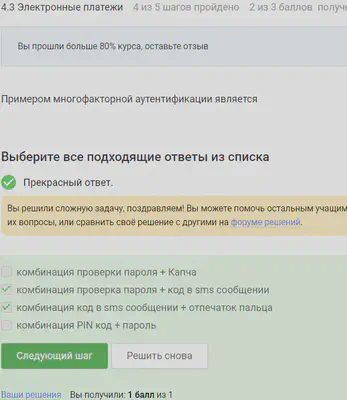 4.3 Электронные платежи 4 из 5 шагов пройдено 2 из 3 баллов получ
Вы прошли больше 80% курса, оставьте отзыв
Примером многофакторной аутентификации является
Выберите все подходящие ответы из списка
Прекрасный ответ.
Вы решили сложную задачу, поздравляем! Вы можете помочь остальным учащим
их вопросы, или сравнить своё решение с другими на форуме решений.
комбинация проверки пароля + Капча
комбинация проверка пароля + код в sms сообщении
комбинация код в sms сообщении + отпечаток пальца
комбинация PIN код + пароль
Следующий шаг Решить снова
Ваши решения Вы получили: 1 балл из 1